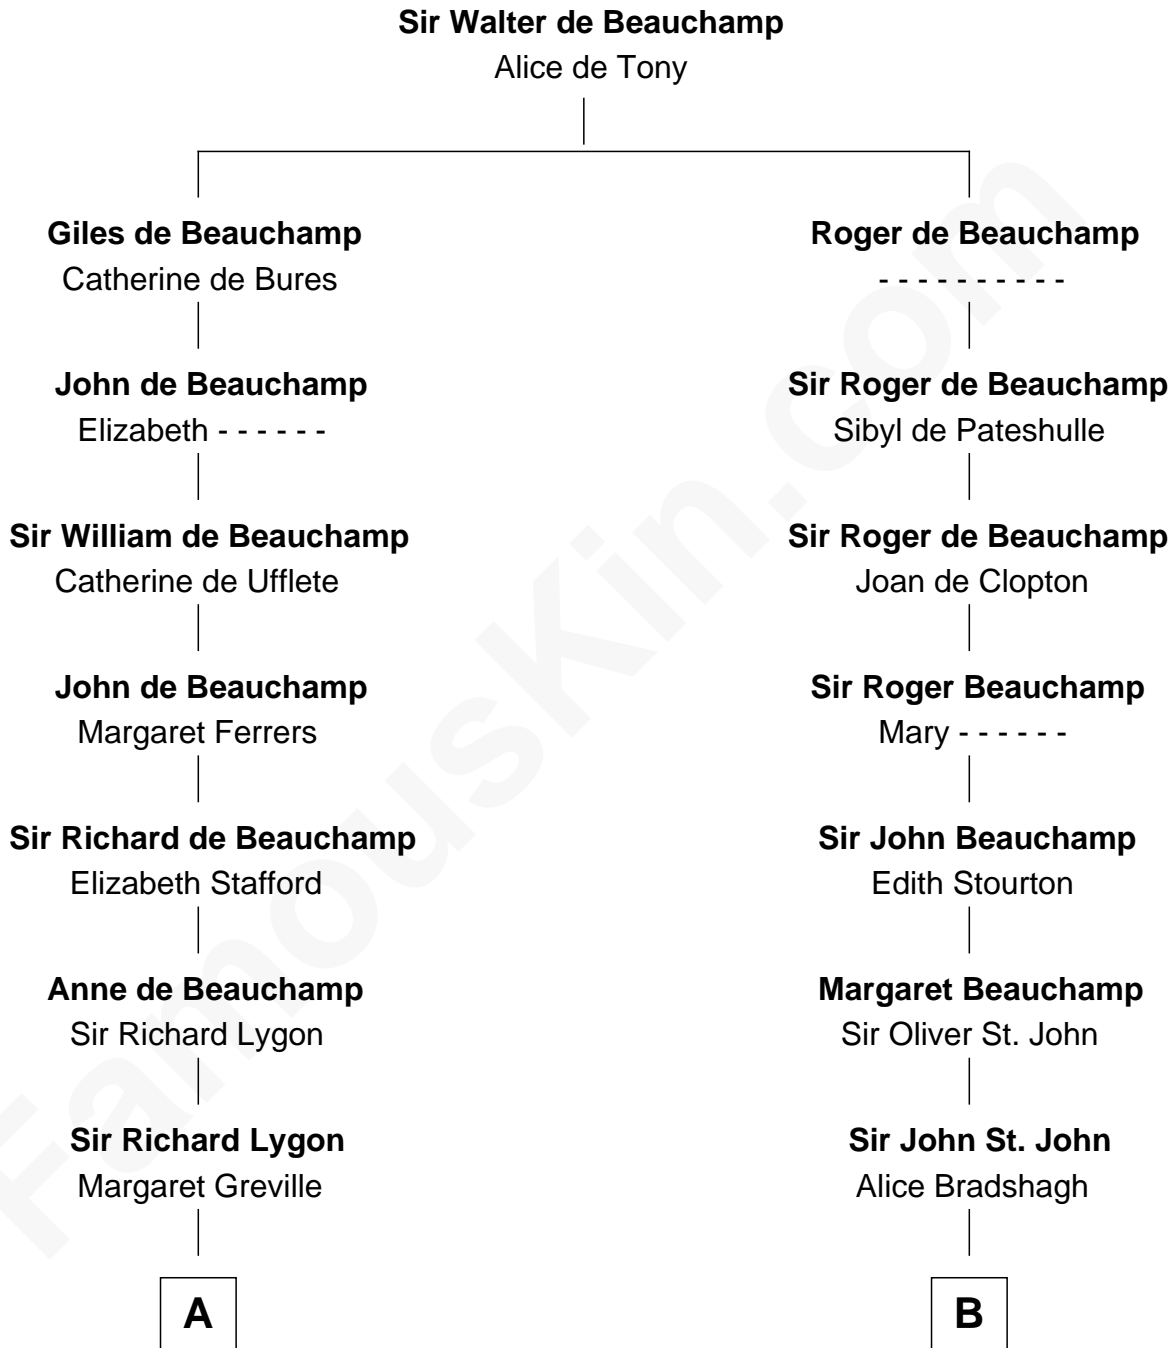 Sir Walter de Beauchamp
Alice de Tony
Giles de Beauchamp
Catherine de Bures
Roger de Beauchamp
- - - - - - - - - -
John de Beauchamp
Elizabeth - - - - - -
Sir Roger de Beauchamp
Sibyl de Pateshulle
Sir William de Beauchamp
Catherine de Ufflete
Sir Roger de Beauchamp
Joan de Clopton
John de Beauchamp
Margaret Ferrers
Sir Roger Beauchamp
Mary - - - - - -
Sir Richard de Beauchamp
Elizabeth Stafford
Sir John Beauchamp
Edith Stourton
Anne de Beauchamp
Sir Richard Lygon
Margaret Beauchamp
Sir Oliver St. John
Sir Richard Lygon
Margaret Greville
Sir John St. John
Alice Bradshagh
A
B
FamousKin.com